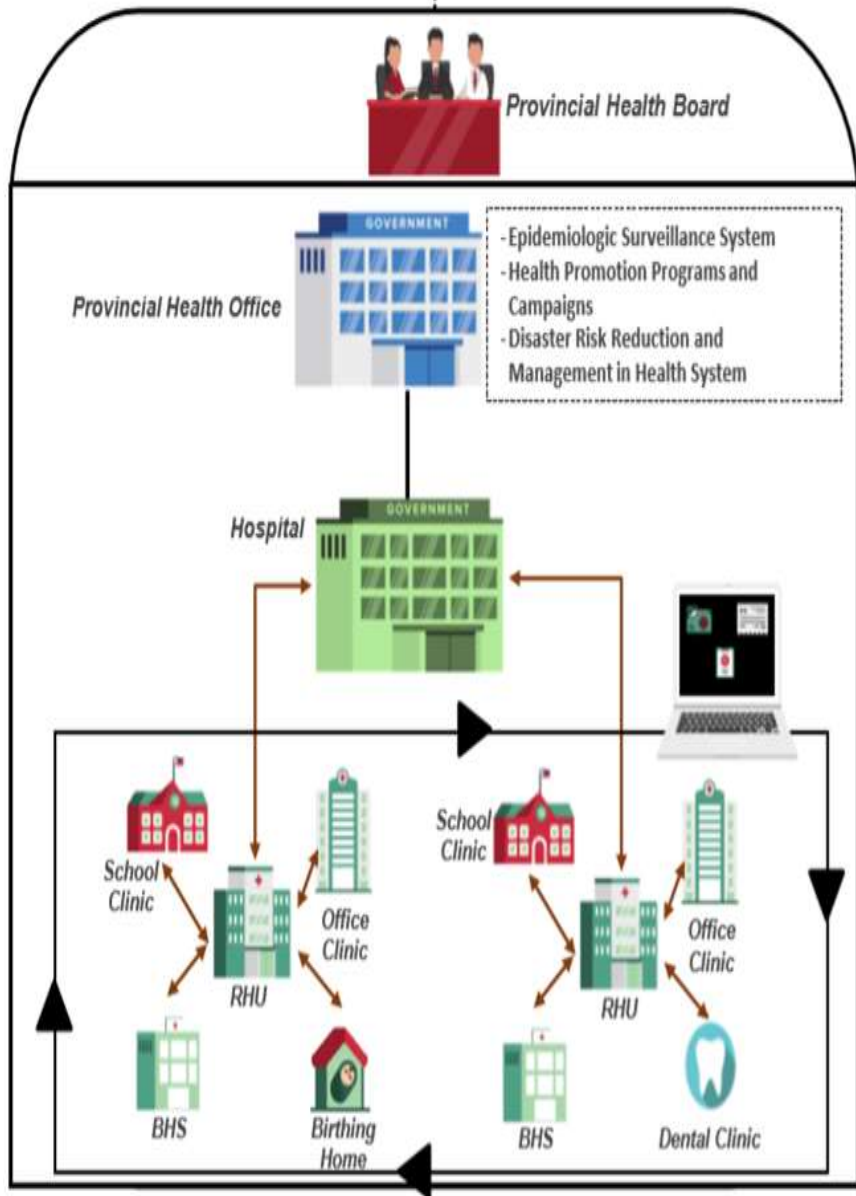 Provincial Health Board
GOVERNMENT
- Epidemiologic Surveillance System
- Health Promotion Programs and
Campaigns
- Disaster Risk Reduction and
Management in Health System
Provincial Health Office
Hospital
GOVERNMENT
School
Clinic
Office
Clinic
RHU
BHS
Birthing
Home
School
Clinic
Office
Clinic
RHU
BHS
Dental Clinic